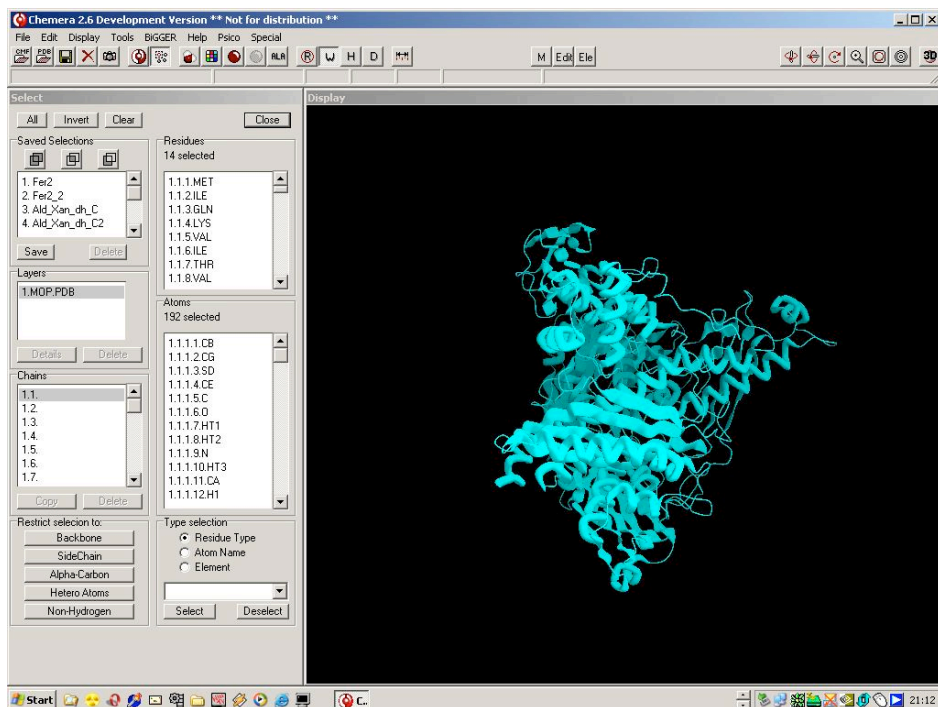 Chemera 2.6 Development Version ** Not for distribution **
File Edit Display Tools BiGGER Help Psico Special
CMF PDB ALA R W H D M Edit Ele 3D
Select
Display
All Invert Clear Close
Saved Selections
1. Fer2
2. Fer2_2
3. Ald_Xan_dh_C
4. Ald_Xan_dh_C2
Save Delete
Layers
1.MOP.PDB
Details Delete
Chains
1.1.
1.2.
1.3.
1.4.
1.5.
1.6.
1.7.
Copy Delete
Restrict selecion to:
Backbone
SideChain
Alpha-Carbon
Hetero Atoms
Non-Hydrogen
Residues
14 selected
1.1.1.MET
1.1.2.ILE
1.1.3.GLN
1.1.4.LYS
1.1.5.VAL
1.1.6.ILE
1.1.7.THR
1.1.8.VAL
Atoms
192 selected
1.1.1.1.CB
1.1.1.2.CG
1.1.1.3.SD
1.1.1.4.CE
1.1.1.5.C
1.1.1.6.O
1.1.1.7.HT1
1.1.1.8.HT2
1.1.1.9.N
1.1.1.10.HT3
1.1.1.11.CA
1.1.1.12.H1
Type selection
Residue Type
Atom Name
Element
Select Deselect
Start C.. 21:12